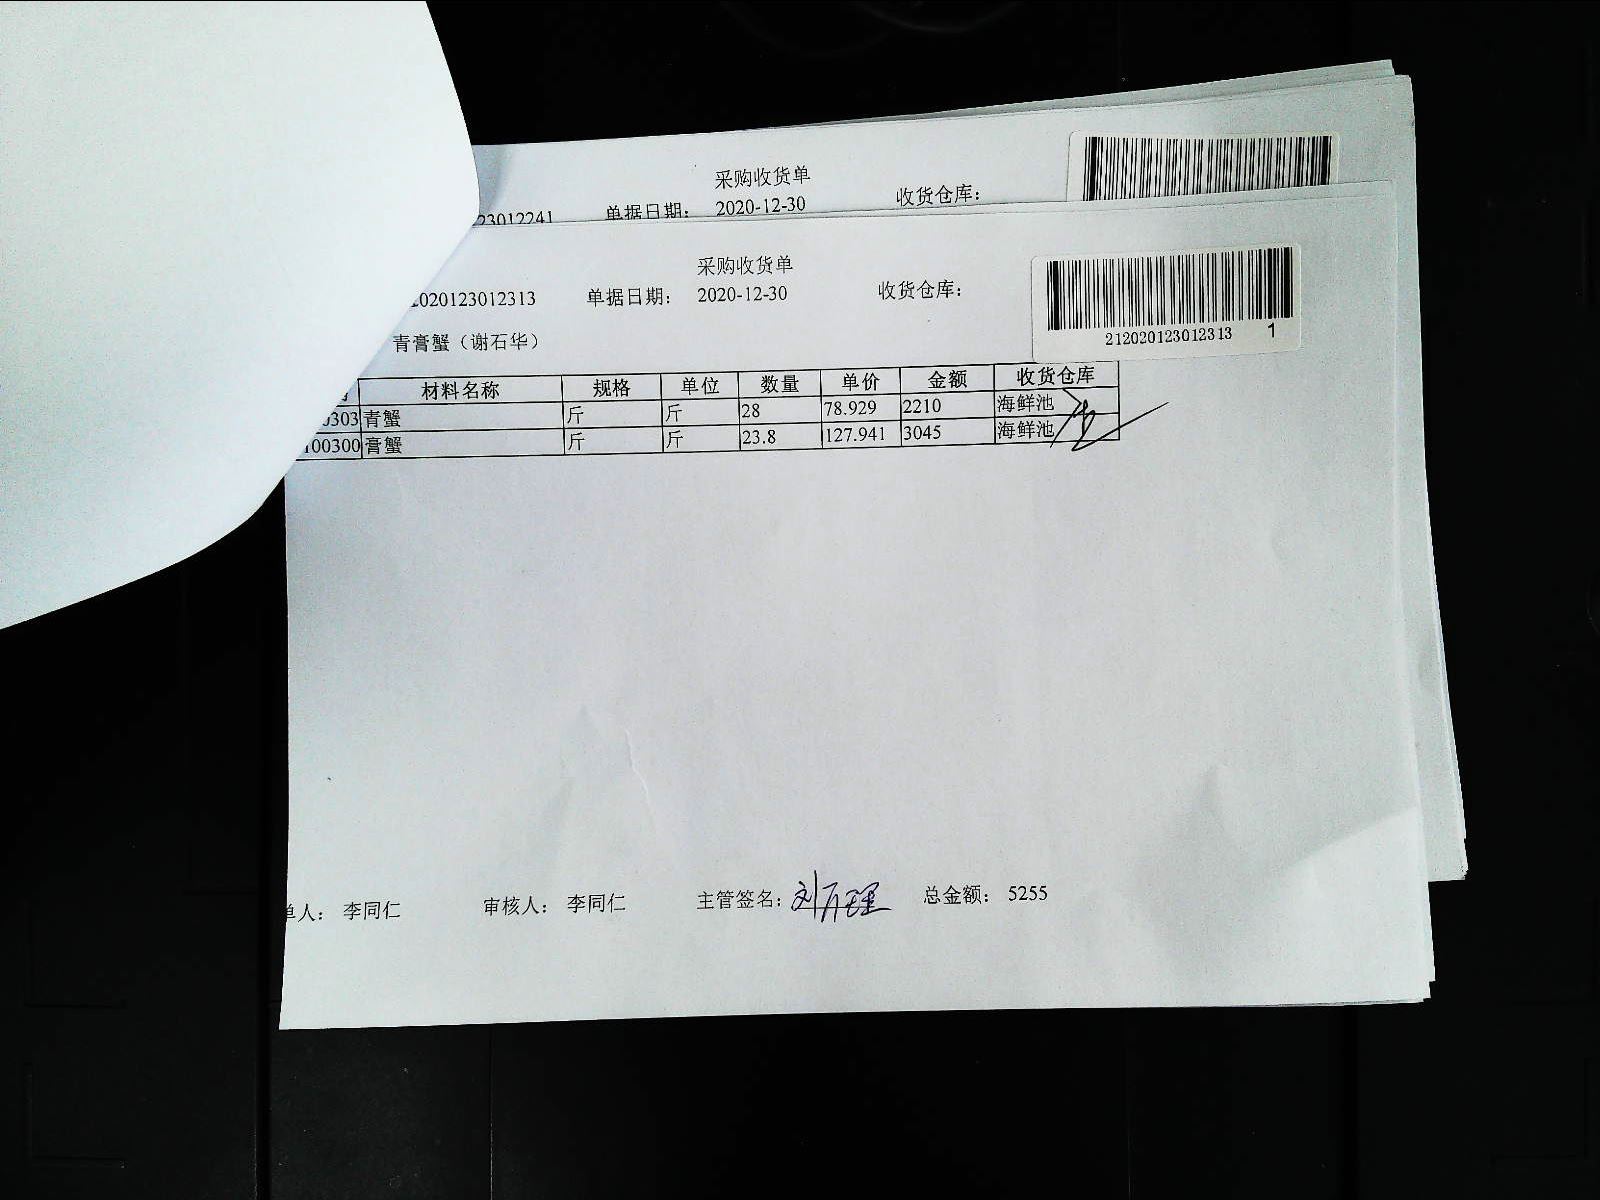 采购收货单
23012241 单据日期： 2020-12-30 收货仓库：
采购收货单
2020123012313 单据日期： 2020-12-30 收货仓库：
212020123012313 1
青膏蟹（谢石华）
材料名称 规格 单位 数量 单价 金额 收货仓库
0303 青蟹 斤 斤 28 78.929 2210 海鲜池
100300 膏蟹 斤 斤 23.8 127.941 3045 海鲜池
单人： 李同仁 审核人： 李同仁 主管签名： 刘万理 总金额： 5255